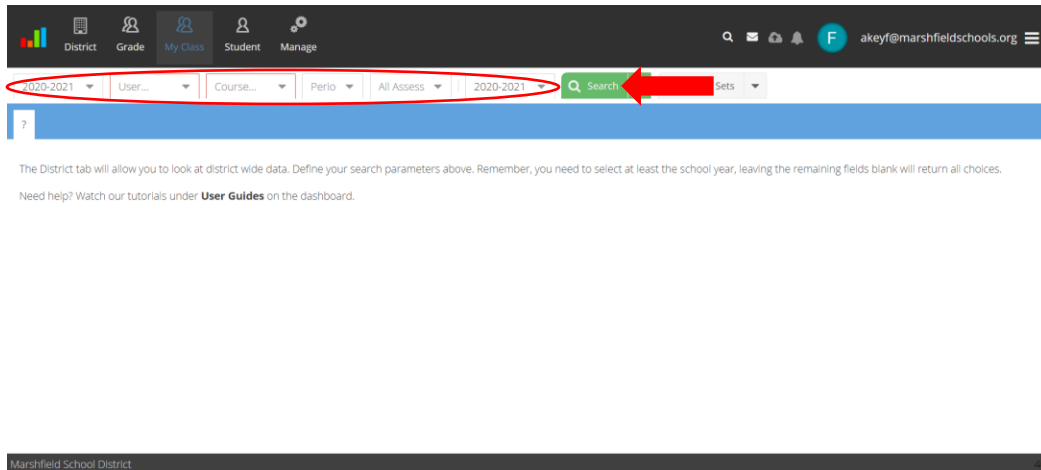 District Grade My Class Student Manage F akeyf@marshfieldschools.org
2020-2021 User... Course... Perio All Assess 2020-2021 Search Sets
?
The District tab will allow you to look at district wide data. Define your search parameters above. Remember, you need to select at least the school year, leaving the remaining fields blank will return all choices.
Need help? Watch our tutorials under User Guides on the dashboard.
Marshfield School District